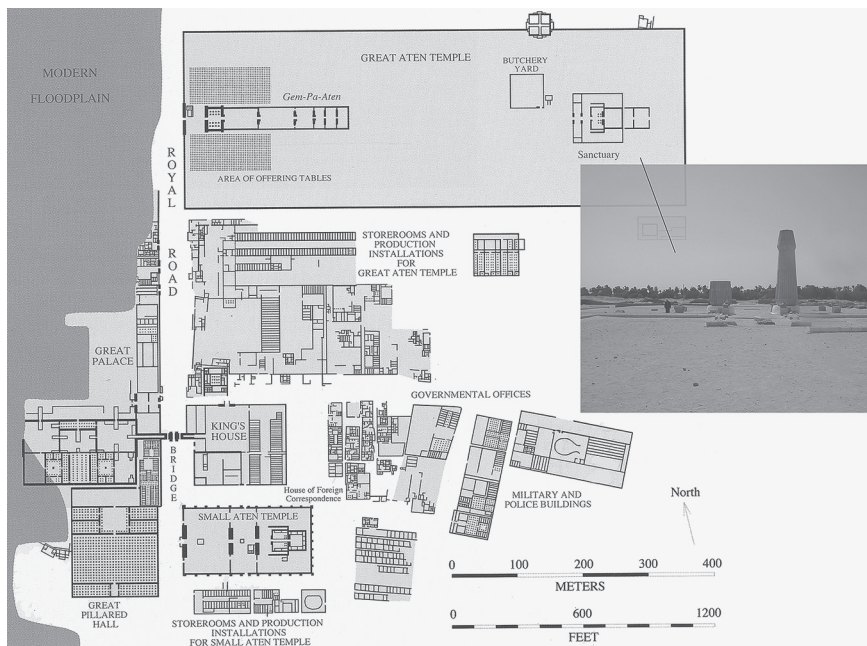 MODERN
FLOODPLAIN
GREAT ATEN TEMPLE
BUTCHERY
YARD
Gem-Pa-Aten
Sanctuary
AREA OF OFFERING TABLES
ROYAL
ROAD
STOREROOMS AND
PRODUCTION
INSTALLATIONS
FOR
GREAT ATEN TEMPLE
GREAT
PALACE
GOVERNMENTAL OFFICES
KING'S
HOUSE
BRIDGE
House of Foreign
Correspondence
MILITARY AND
POLICE BUILDINGS
North
SMALL ATEN TEMPLE
GREAT
PILLARED
HALL
STOREROOMS AND PRODUCTION
INSTALLATIONS
FOR SMALL ATEN TEMPLE
0 100 200 300 400
METERS
0 600 1200
FEET